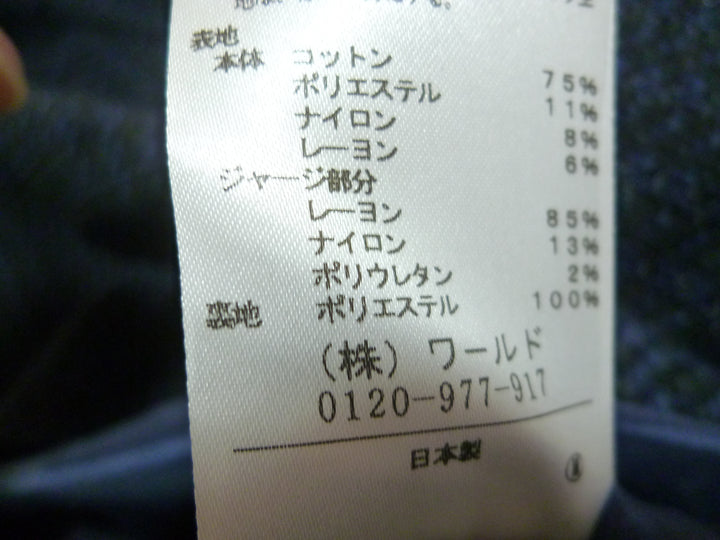 表地
本体 コットン 75%
ポリエステル 11%
ナイロン 8%
レーヨン 6%
ジャージ部分
レーヨン 85%
ナイロン 13%
ポリウレタン 2%
裏地 ポリエステル 100%
(株) ワールド
0120-977-917
日本製